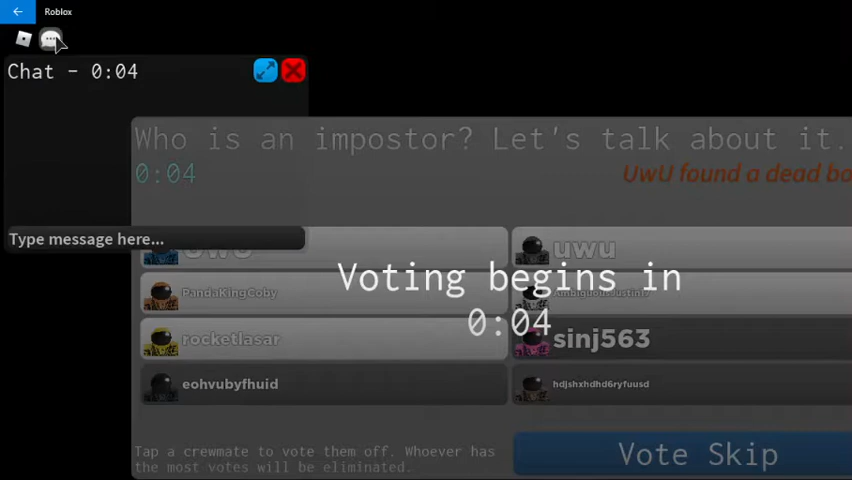 Roblox
Chat - 0:04
Who is an impostor? Let's talk about it.
0:04
UwU found a dead bo
Type message here...
UwU
uwu
Voting begins in
0:04
PandaKingCoby
rocketlasar
sinj563
eohvubyfhuid
hdjshxhdhd6ryfuusd
Tap a crewmate to vote them off. Whoever has
the most votes will be eliminated.
Vote Skip